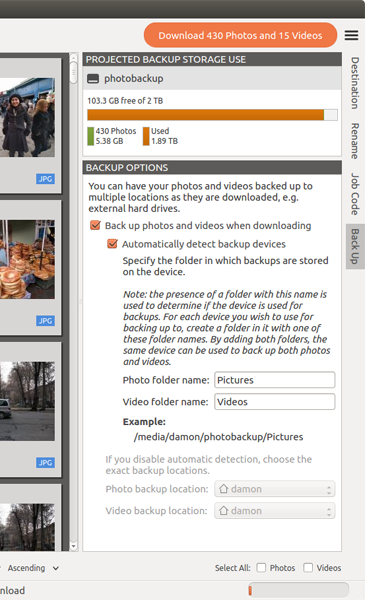 Download 430 Photos and 15 Videos
PROJECTED BACKUP STORAGE USE
photobackup
103.3 GB free of 2 TB
430 Photos
5.38 GB
Used
1.89 TB
BACKUP OPTIONS
You can have your photos and videos backed up to
multiple locations as they are downloaded, e.g.
external hard drives.
Back up photos and videos when downloading
Automatically detect backup devices
Specify the folder in which backups are stored
on the device.
Note: the presence of a folder with this name is
used to determine if the device is used for
backups. For each device you wish to use for
backing up to, create a folder in it with one of
these folder names. By adding both folders, the
same device can be used to back up both photos
and videos.
Photo folder name: Pictures
Video folder name: Videos
Example:
/media/damon/photobackup/Pictures
If you disable automatic detection, choose the
exact backup locations.
Photo backup location: damon
Video backup location: damon
Destination
Rename
Job Code
Back Up
JPG
JPG
JPG
Ascending
Select All: Photos Videos
nload